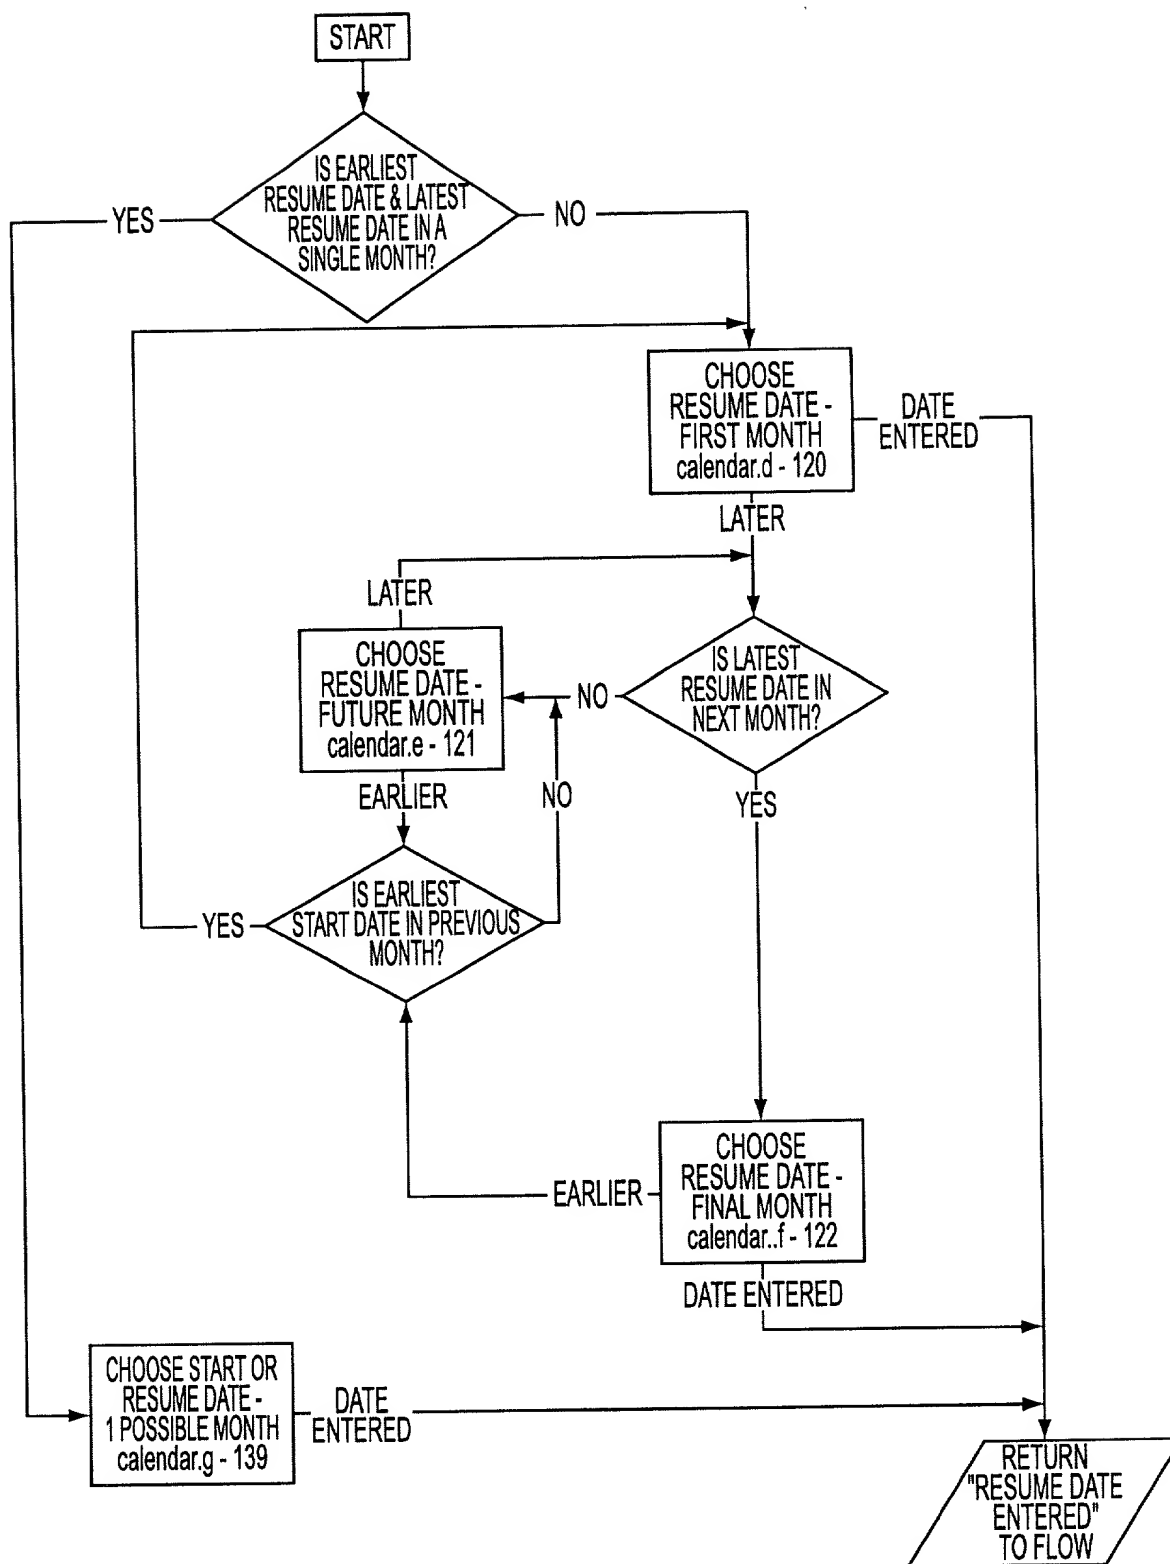 START
IS EARLIEST
RESUME DATE & LATEST
RESUME DATE IN A
SINGLE MONTH?
YES
NO
CHOOSE
RESUME DATE -
FIRST MONTH
calendar.d - 120
DATE
ENTERED
LATER
LATER
CHOOSE
RESUME DATE -
FUTURE MONTH
calendar.e - 121
NO
IS LATEST
RESUME DATE IN
NEXT MONTH?
EARLIER
NO
YES
IS EARLIEST
START DATE IN PREVIOUS
MONTH?
YES
CHOOSE
RESUME DATE -
FINAL MONTH
calendar..f - 122
EARLIER
DATE ENTERED
CHOOSE START OR
RESUME DATE -
1 POSSIBLE MONTH
calendar.g - 139
DATE
ENTERED
RETURN
"RESUME DATE
ENTERED"
TO FLOW